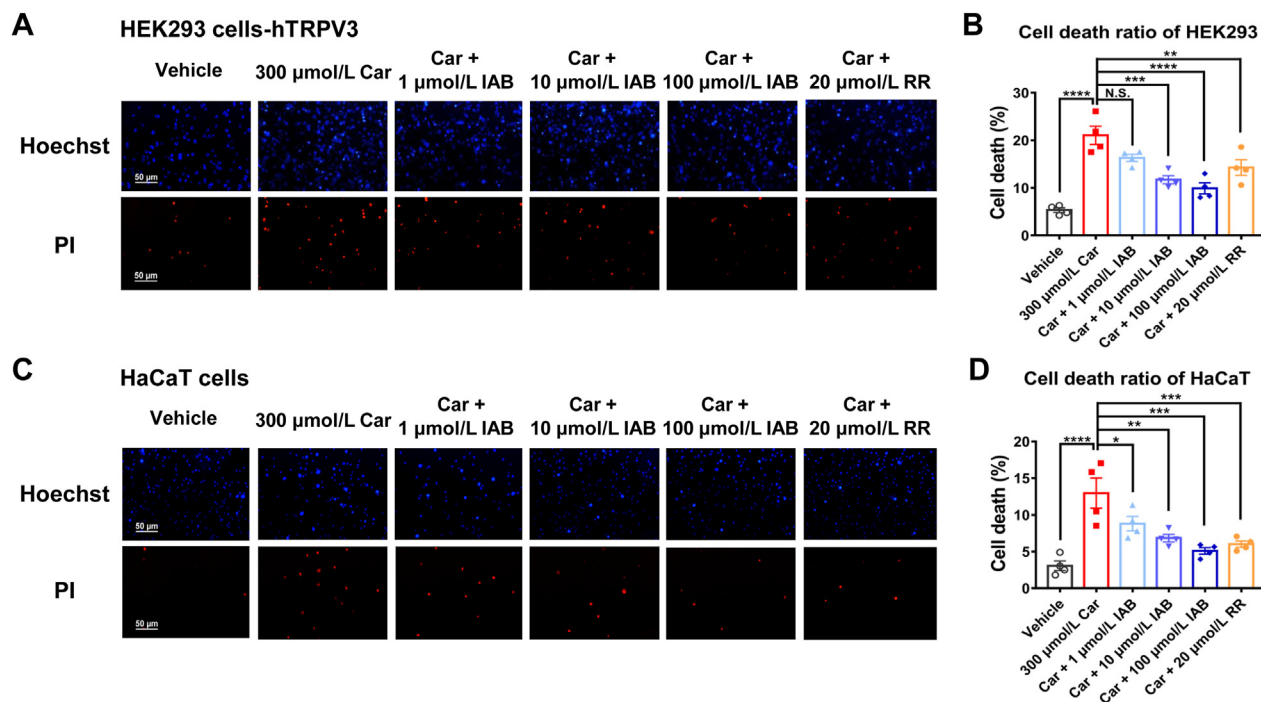 A
HEK293 cells-hTRPV3
Vehicle
300 μmol/L Car
Car +
1 μmol/L IAB
Car +
10 μmol/L IAB
Car +
100 μmol/L IAB
Car +
20 μmol/L RR
Hoechst
50 μm
PI
50 μm
B
Cell death ratio of HEK293
**
****
***
****
N.S.
Cell death (%)
30
20
10
0
Vehicle
300 μmol/L Car
Car + 1 μmol/L IAB
Car + 10 μmol/L IAB
Car + 100 μmol/L IAB
Car + 20 μmol/L RR
C
HaCaT cells
Vehicle
300 μmol/L Car
Car +
1 μmol/L IAB
Car +
10 μmol/L IAB
Car +
100 μmol/L IAB
Car +
20 μmol/L RR
Hoechst
50 μm
PI
50 μm
D
Cell death ratio of HaCaT
***
***
**
****
*
Cell death (%)
20
15
10
5
0
Vehicle
300 μmol/L Car
Car + 1 μmol/L IAB
Car + 10 μmol/L IAB
Car + 100 μmol/L IAB
Car + 20 μmol/L RR